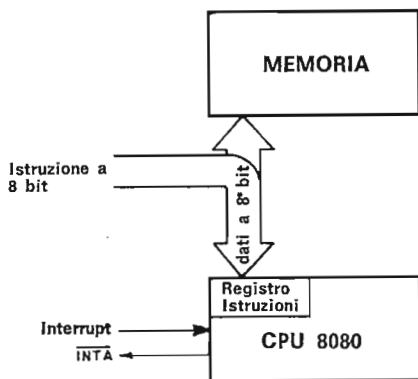 MEMORIA
Istruzione a
8 bit
dati a 8 bit
Registro
Istruzioni
Interrupt
CPU 8080
INTA